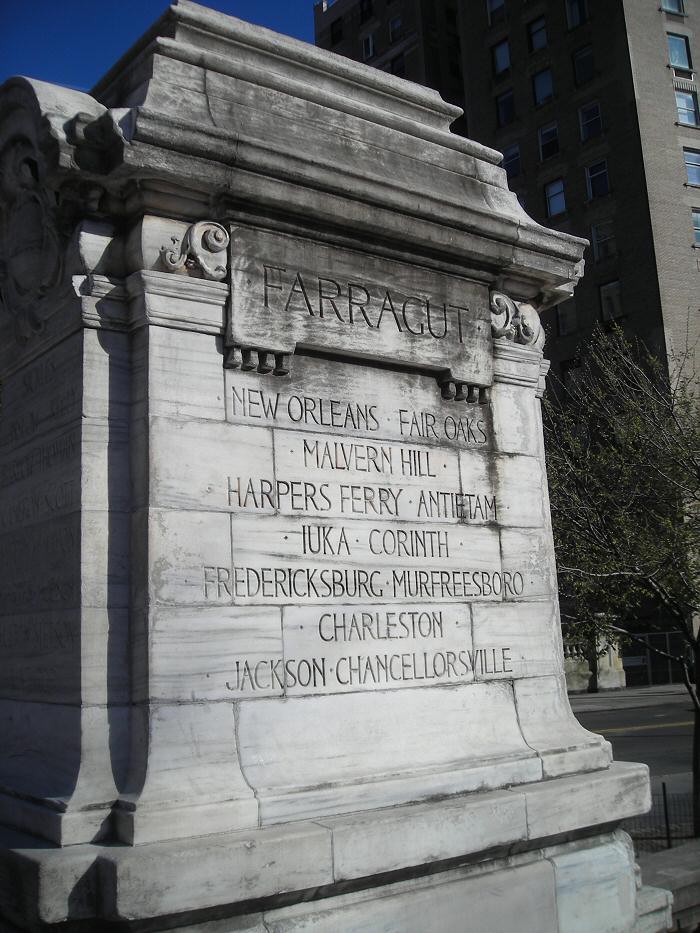 FARRAGUT
NEW ORLEANS · FAIR OAKS
· MALVERN HILL ·
HARPERS FERRY · ANTIETAM
· IUKA · CORINTH
FREDERICKSBURG · MURFREESBORO ·
· CHARLESTON ·
JACKSON · CHANCELLORSVILLE